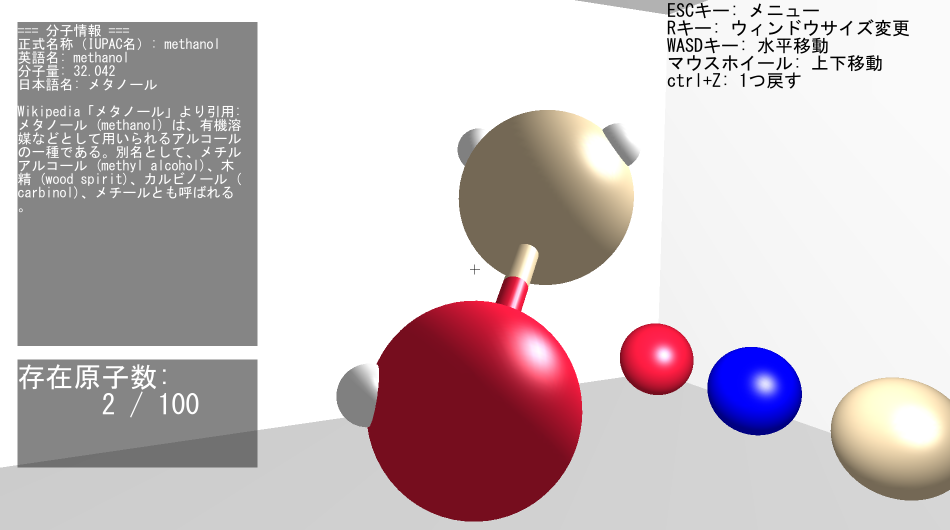 === 分子情報 ===
正式名称 (IUPAC名) : methanol
英語名: methanol
分子量: 32.042
日本語名: メタノール
Wikipedia「メタノール」より引用:
メタノール (methanol) は、有機溶
媒などとして用いられるアルコール
の一種である。別名として、メチル
アルコール (methyl alcohol)、木
精 (wood spirit)、カルビノール (
carbinol)、メチールとも呼ばれる
。
存在原子数:
2 / 100
ESCキー: メニュー
Rキー: ウィンドウサイズ変更
WASDキー: 水平移動
マウスホイール: 上下移動
ctrl+Z: 1つ戻す